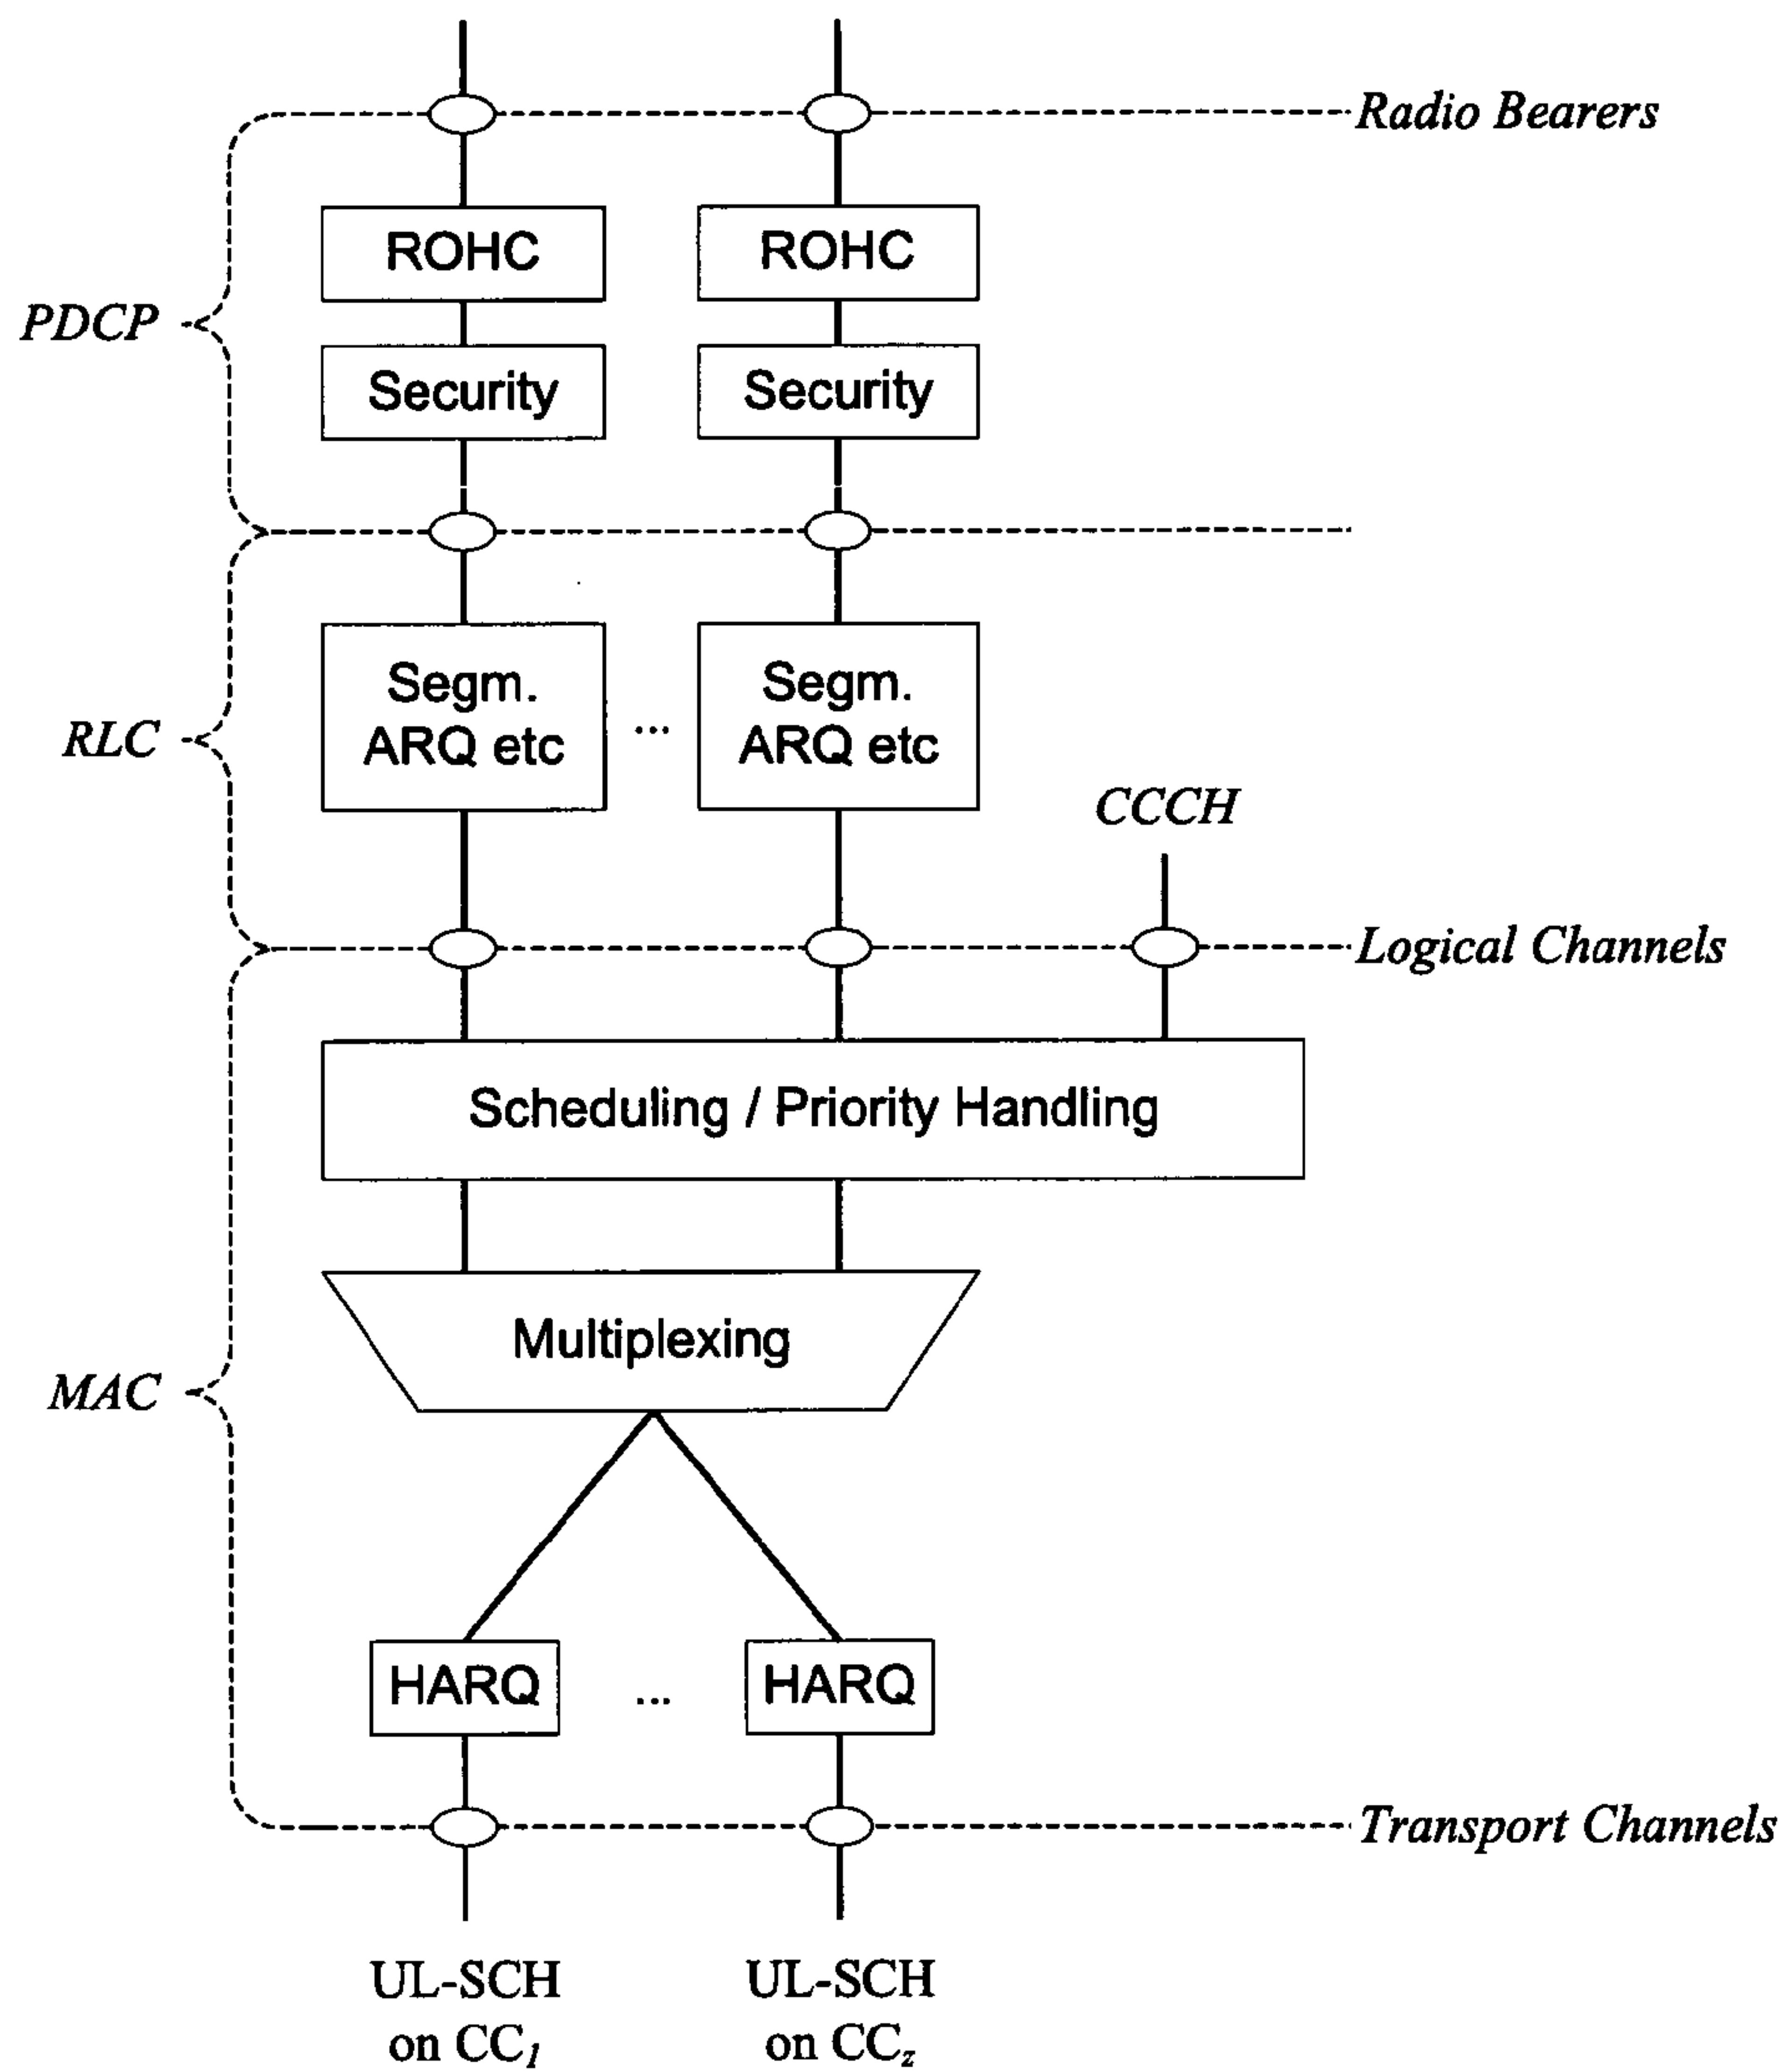 Radio Bearers
ROHC ROHC
PDCP
Security Security
Segm. Segm.
RLC
ARQ etc ... ARQ etc
CCCH
Logical Channels
Scheduling / Priority Handling
Multiplexing
MAC
HARQ ... HARQ
Transport Channels
UL-SCH UL-SCH
on CC1 on CCz